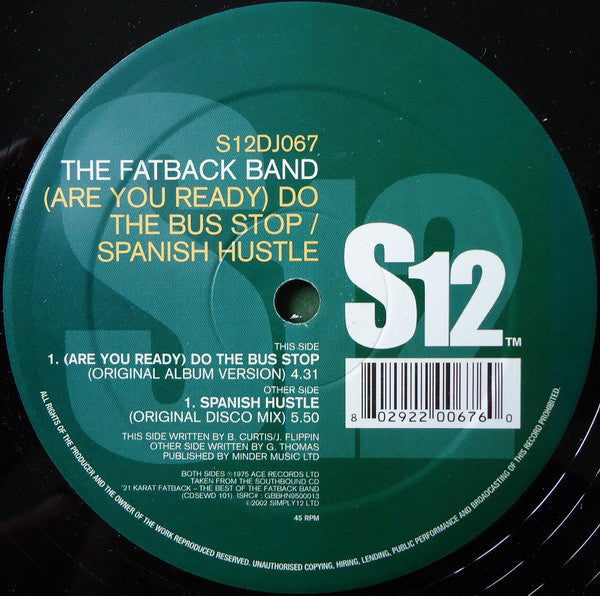 S12DJ067
THE FATBACK BAND
(ARE YOU READY) DO
THE BUS STOP /
SPANISH HUSTLE
S12
S12™
THIS SIDE
1. (ARE YOU READY) DO THE BUS STOP
(ORIGINAL ALBUM VERSION) 4.31
OTHER SIDE
1. SPANISH HUSTLE
(ORIGINAL DISCO MIX) 5.50
8 02922 00676 0
THIS SIDE WRITTEN BY B. CURTIS/J. FLIPPIN
OTHER SIDE WRITTEN BY G. THOMAS
PUBLISHED BY MINDER MUSIC LTD
BOTH SIDES ℗1975 ACE RECORDS LTD
TAKEN FROM THE SOUTHBOUND CD
'21 KARAT FATBACK – THE BEST OF THE FATBACK BAND
(CDSEWD 101). ISRC# : GBBHN9500013
©2002 SIMPLY12 LTD
45 RPM
ALL RIGHTS OF THE PRODUCER AND THE OWNER OF THE WORK REPRODUCED RESERVED. UNAUTHORISED COPYING, HIRING, LENDING, PUBLIC PERFORMANCE AND BROADCASTING OF THIS RECORD PROHIBITED.